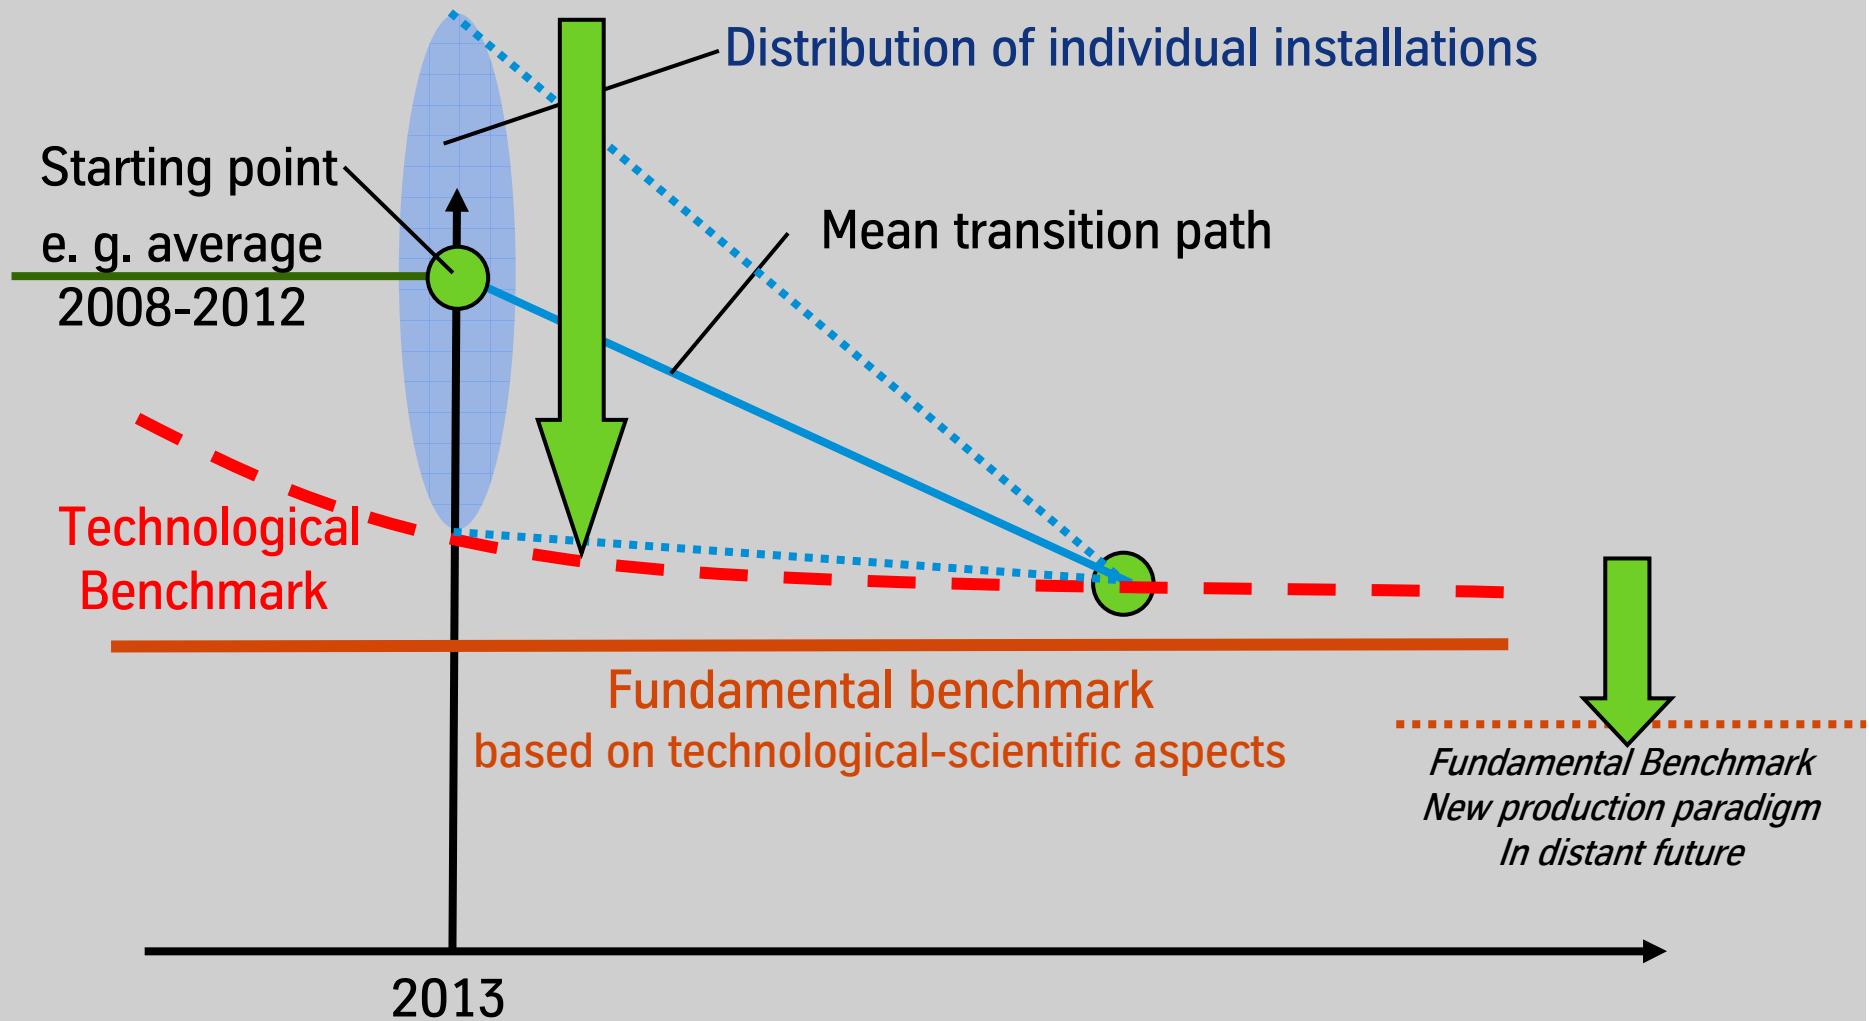 Distribution of individual installations
Starting point
e. g. average
2008-2012
Mean transition path
Technological
Benchmark
Fundamental benchmark
based on technological-scientific aspects
Fundamental Benchmark
New production paradigm
In distant future
2013